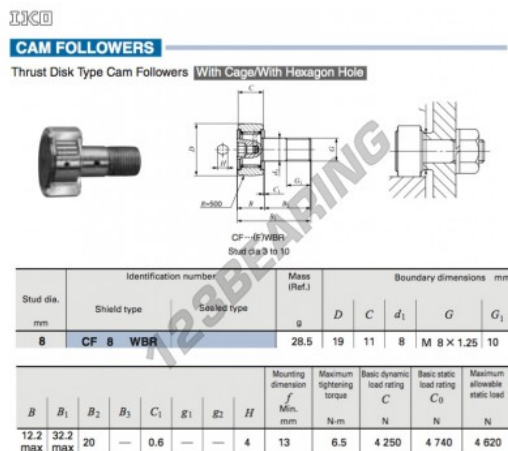 IKO
CAM FOLLOWERS
Thrust Disk Type Cam Followers With Cage/With Hexagon Hole
C
D
H
d1
G
G1
C1
R=500
B
B2
B1
CF…(F)WBR
Stud dia 3 to 10
123BEARING
Stud dia. mm
Identification number
Shield type
Sealed type
Mass (Ref.) g
Boundary dimensions mm
D C d1 G G1
8 CF 8 WBR 28.5 19 11 8 M 8×1.25 10
B B1 B2 B3 C1 g1 g2 H
Mounting dimension f Min. mm
Maximum tightening torque N-m
Basic dynamic load rating C N
Basic static load rating C0 N
Maximum allowable static load N
12.2 max 32.2 max 20 — 0.6 — — 4 13 6.5 4 250 4 740 4 620